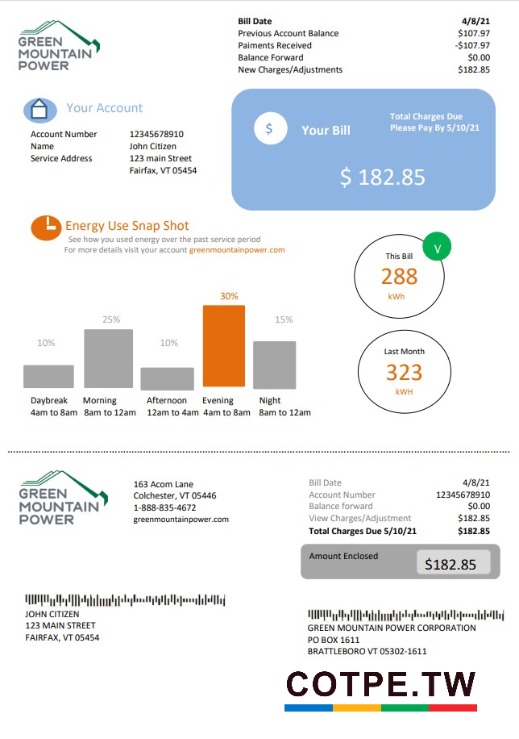 GREEN
MOUNTAIN
POWER
Bill Date 4/8/21
Previous Account Balance $107.97
Paiments Received -$107.97
Balance Forward $0.00
New Charges/Adjustments $182.85
Your Account
Account Number 12345678910
Name John Citizen
Service Address 123 main Street
Fairfax, VT 05454
$ Your Bill
Total Charges Due
Please Pay By 5/10/21
$ 182.85
Energy Use Snap Shot
See how you used energy over the past service period
For more details visit your account greenmountainpower.com
This Bill
288
kWh
V
Last Month
323
kWH
10% 25% 10% 30% 15%
Daybreak Morning Afternoon Evening Night
4am to 8am 8am to 12am 12am to 4am 4am to 8am 8am to 12am
GREEN
MOUNTAIN
POWER
163 Acorn Lane
Colchester, VT 05446
1-888-835-4672
greenmountainpower.com
Bill Date 4/8/21
Account Number 12345678910
Balance forward $0.00
View Charges/Adjustment $182.85
Total Charges Due 5/10/21 $182.85
Amount Enclosed $182.85
JOHN CITIZEN
123 MAIN STREET
FAIRFAX, VT 05454
GREEN MOUNTAIN POWER CORPORATION
PO BOX 1611
BRATTLEBORO VT 05302-1611
COTPE.TW